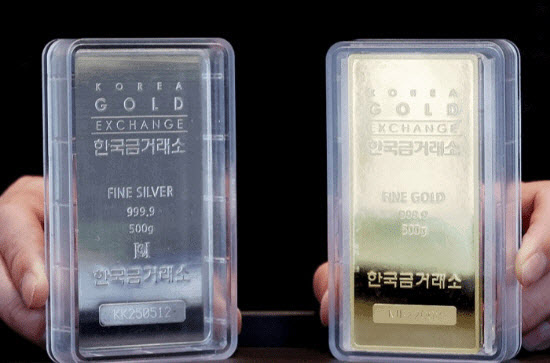 KOREA
GOLD
EXCHANGE
한국금거래소
FINE SILVER
999.9
500g
한국금거래소
KK250512
KOREA
GOLD
EXCHANGE
한국금거래소
FINE GOLD
999.9
500g
한국금거래소